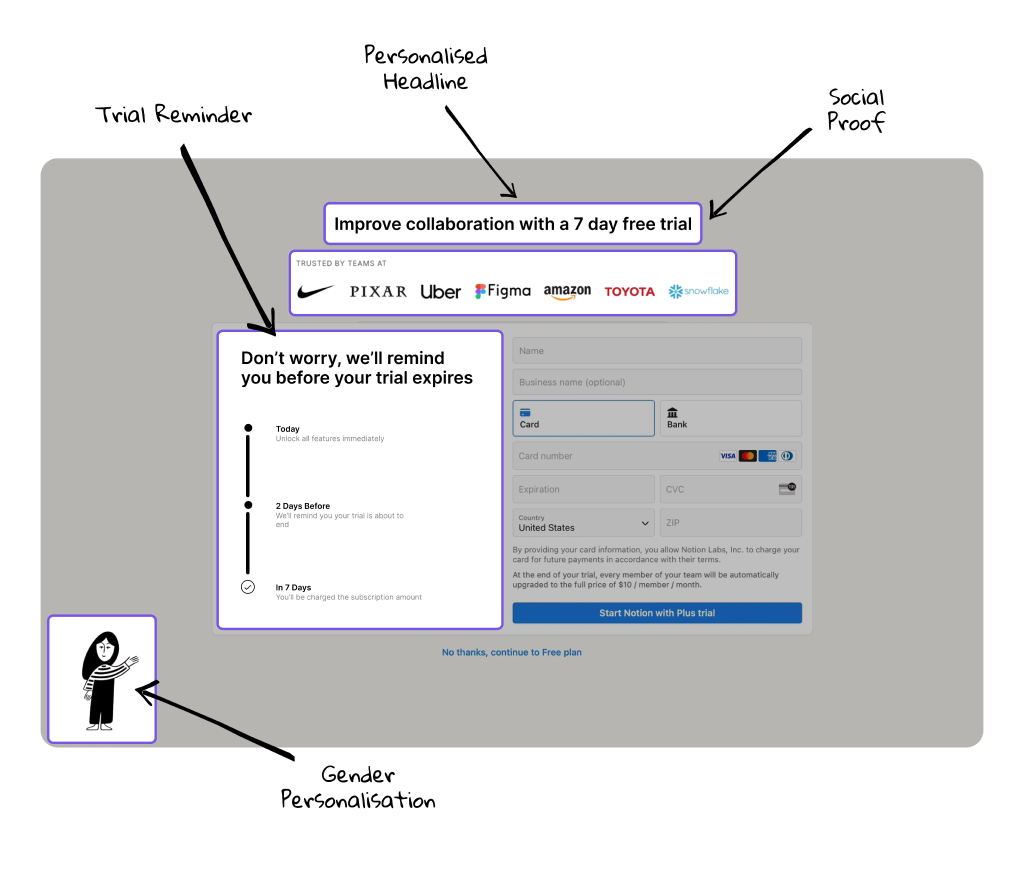 Personalised
Headline
Trial Reminder
Social
Proof
Improve collaboration with a 7 day free trial
TRUSTED BY TEAMS AT
PIXAR Uber Figma amazon TOYOTA snowflake
Don’t worry, we’ll remind
you before your trial expires
Today
Unlock all features immediately
2 Days Before
We'll remind you your trial is about to
end
in 7 Days
You'll be charged the subscription amount
Name
Business name (optional)
Card
Bank
Card number
VISA
Expiration
CVC
Country
United States
ZIP
By providing your card information, you allow Notion Labs, Inc. to charge your
card for future payments in accordance with their terms.
At the end of your trial, every member of your team will be automatically
upgraded to the full price of $10 / member / month.
Start Notion with Plus trial
No thanks, continue to Free plan
Gender
Personalisation